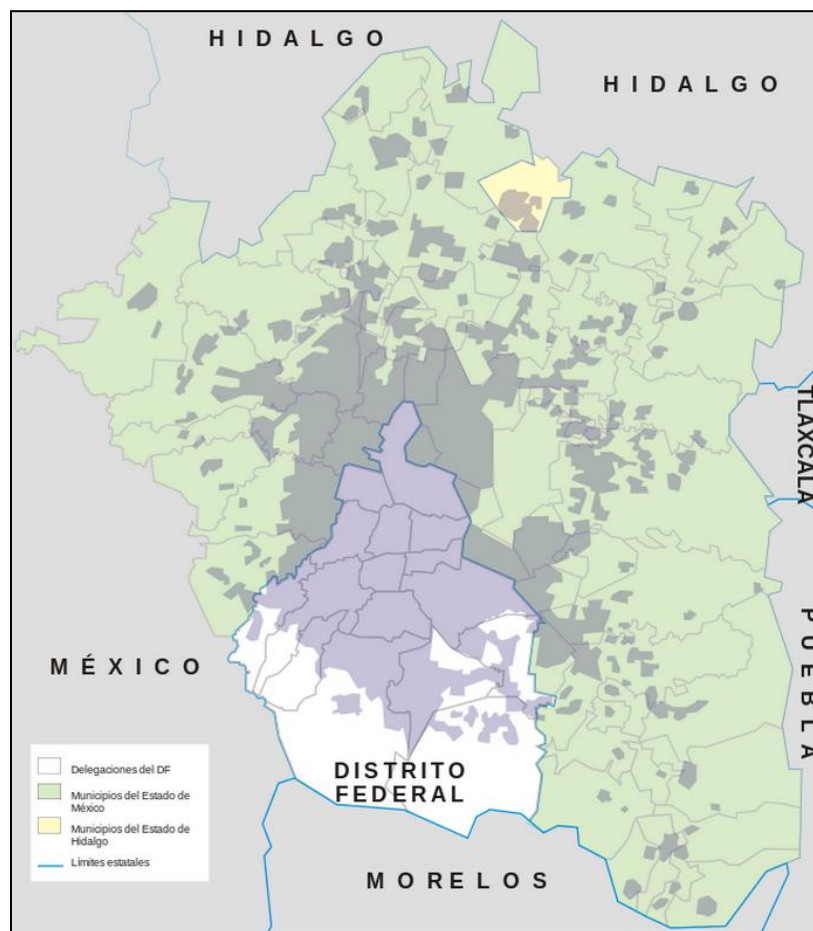 HIDALGO
HIDALGO
TLAXCALA
PUEBLA
MÉXICO
Delegaciones del DF
Municipios del Estado de
México
Municipios del Estado de
Hidalgo
Límites estatales
DISTRITO
FEDERAL
MORELOS